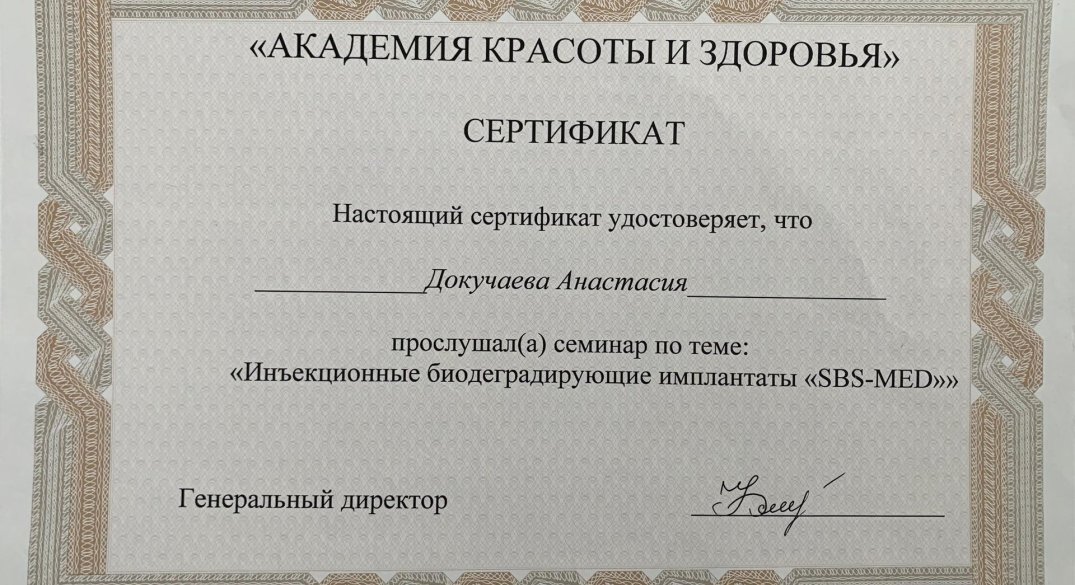 «АКАДЕМИЯ КРАСОТЫ И ЗДОРОВЬЯ»
СЕРТИФИКАТ
Настоящий сертификат удостоверяет, что
Докучаева Анастасия
прослушал(а) семинар по теме:
«Инъекционные биодеградирующие имплантаты «SBS-MED»»
Генеральный директор